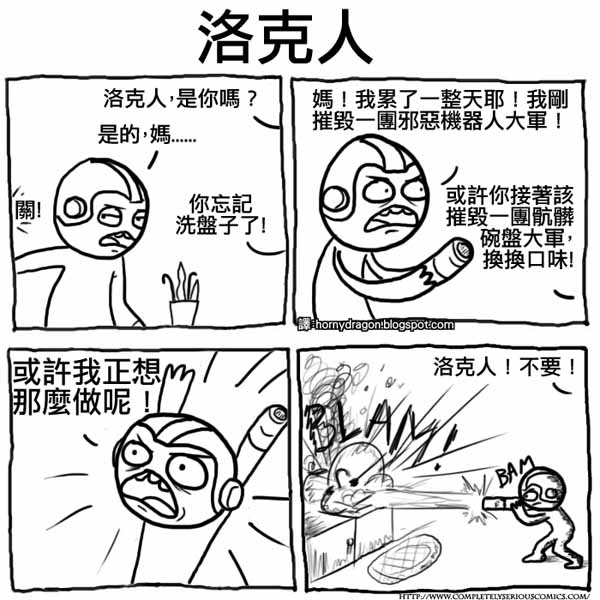 洛克人
洛克人，是你嗎？
是的，媽......
關!
你忘記
洗盤子了!
媽！我累了一整天耶！我剛
摧毀一團邪惡機器人大軍！
或許你接著該
摧毀一團骯髒
碗盤大軍，
換換口味!
譯:hornydragon.blogspot.com
或許我正想
那麼做呢！
洛克人！不要！
BLAM!
BAM
HTTP://WWW.COMPLETELYSERIOUSCOMICS.COM/